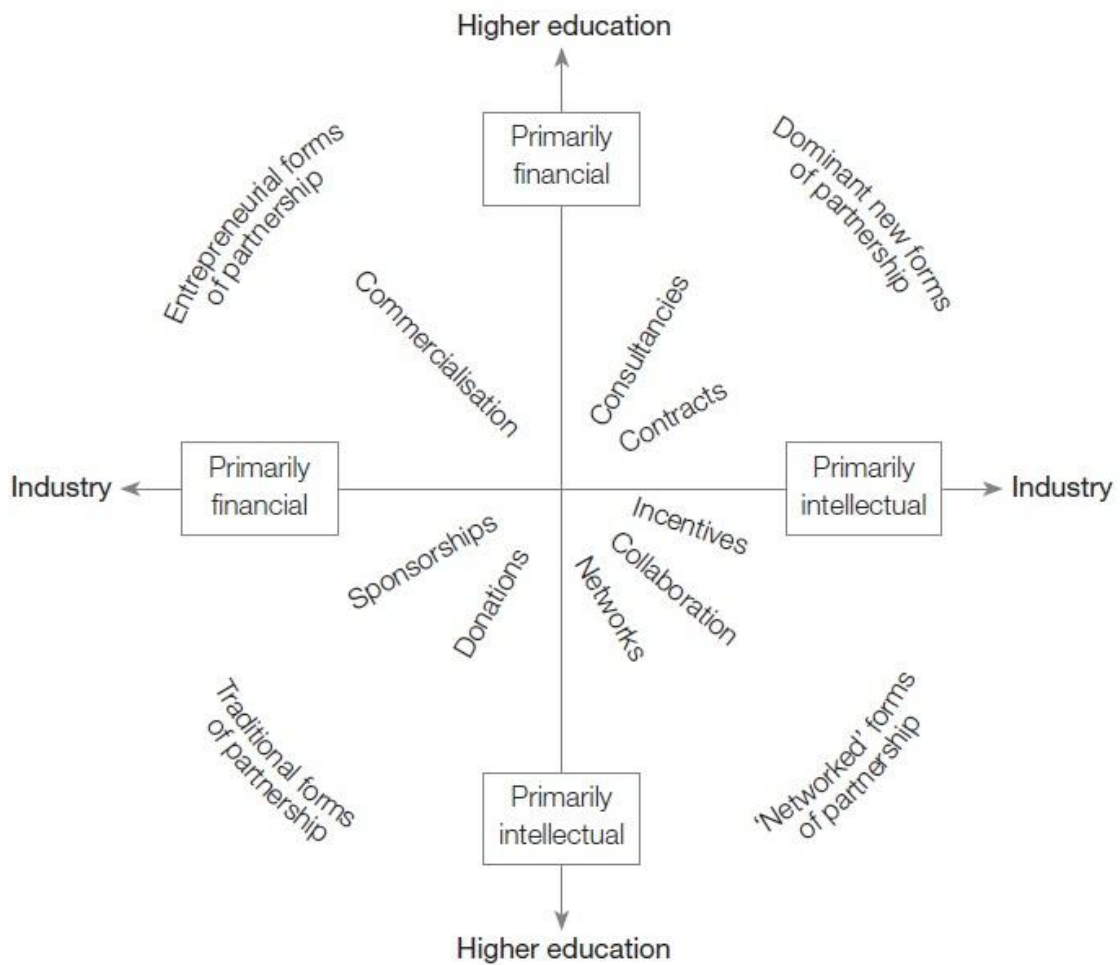 Higher education
Primarily
financial
Entrepreneurial forms
of partnership
Dominant new forms
of partnership
Commercialisation
Consultancies
Contracts
Industry
Primarily
financial
Primarily
intellectual
Industry
Sponsorships
Donations
Incentives
Collaboration
Networks
Traditional forms
of partnership
'Networked' forms
of partnership
Primarily
intellectual
Higher education